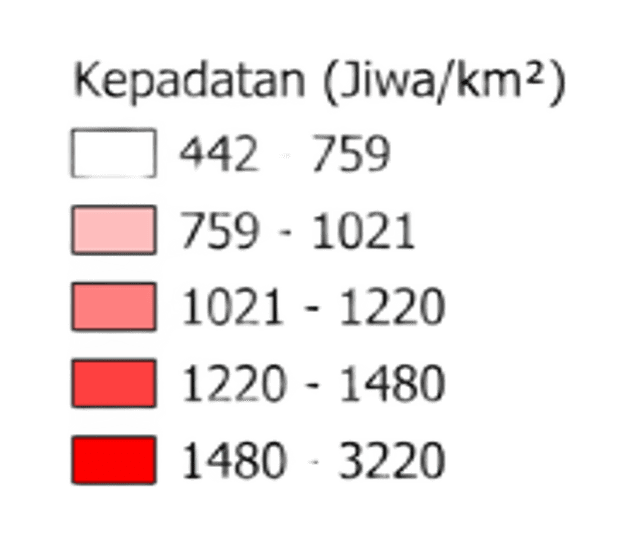 Kepadatan (Jiwa/km²)
442 - 759
759 - 1021
1021 - 1220
1220 - 1480
1480 - 3220